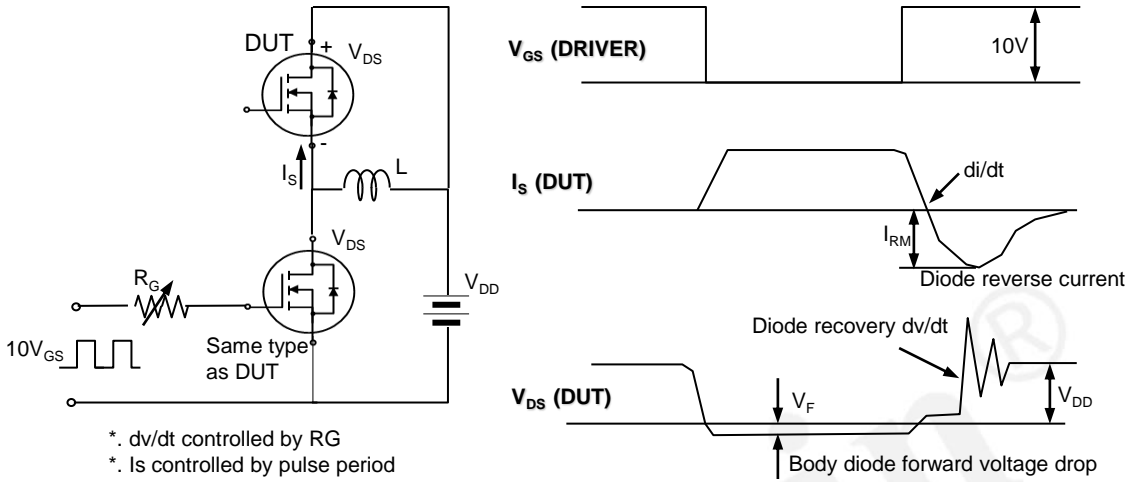 DUT
+
V_DS
-
I_S
L
V_DS
R_G
V_DD
10V_GS
Same type
as DUT
*. dv/dt controlled by RG
*. Is controlled by pulse period
V_GS (DRIVER)
10V
I_S (DUT)
di/dt
I_RM
Diode reverse current
Diode recovery dv/dt
V_DS (DUT)
V_F
V_DD
Body diode forward voltage drop
®
in